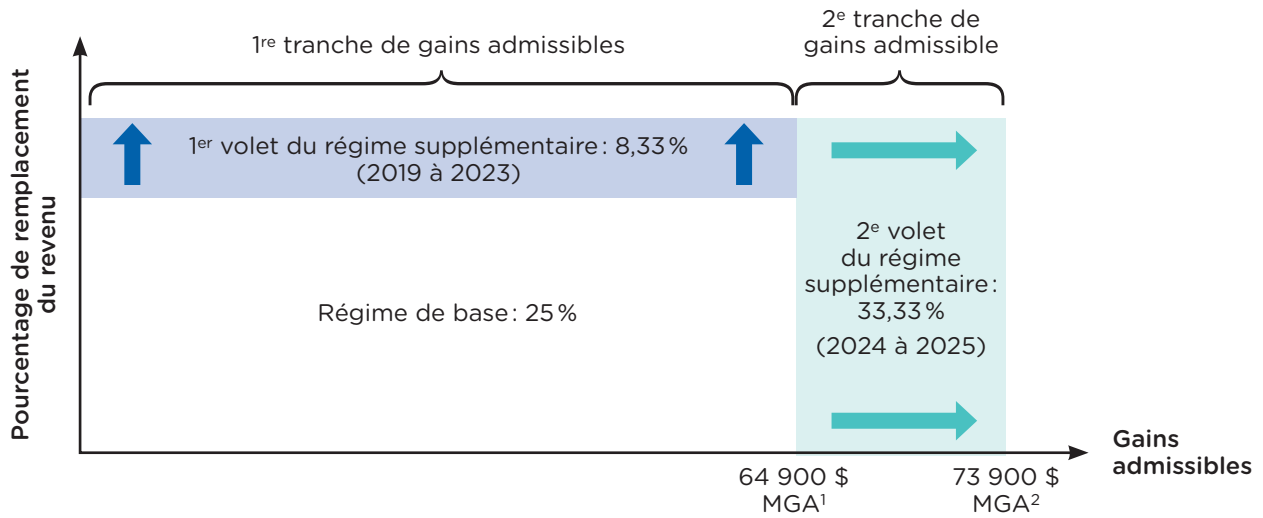 1re tranche de gains admissibles
2e tranche de
gains admissible
Pourcentage de remplacement
du revenu
1er volet du régime supplémentaire : 8,33 %
(2019 à 2023)
Régime de base : 25 %
2e volet
du régime
supplémentaire :
33,33 %
(2024 à 2025)
64 900 $
MGA1
73 900 $
MGA2
Gains
admissibles